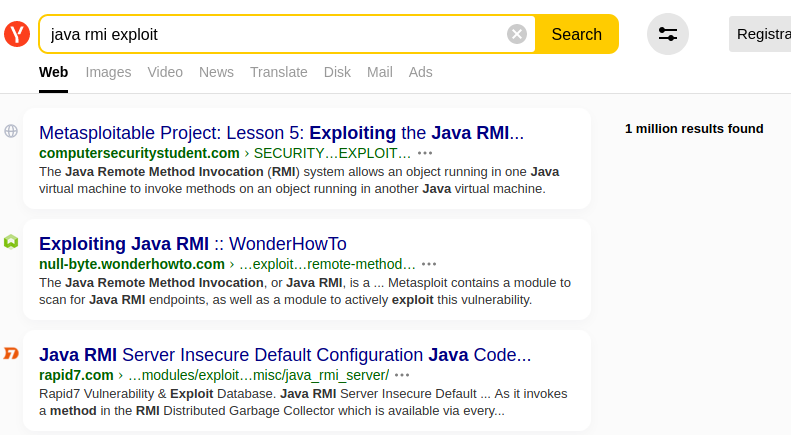 java rmi exploit
Search
Registra
Web Images Video News Translate Disk Mail Ads
1 million results found
Metasploitable Project: Lesson 5: Exploiting the Java RMI...
computersecuritystudent.com › SECURITY…EXPLOIT…
The Java Remote Method Invocation (RMI) system allows an object running in one Java
virtual machine to invoke methods on an object running in another Java virtual machine.
Exploiting Java RMI :: WonderHowTo
null-byte.wonderhowto.com › …exploit…remote-method…
The Java Remote Method Invocation, or Java RMI, is a ... Metasploit contains a module to
scan for Java RMI endpoints, as well as a module to actively exploit this vulnerability.
Java RMI Server Insecure Default Configuration Java Code...
rapid7.com › …modules/exploit…misc/java_rmi_server/
Rapid7 Vulnerability & Exploit Database. Java RMI Server Insecure Default ... As it invokes
a method in the RMI Distributed Garbage Collector which is available via every...